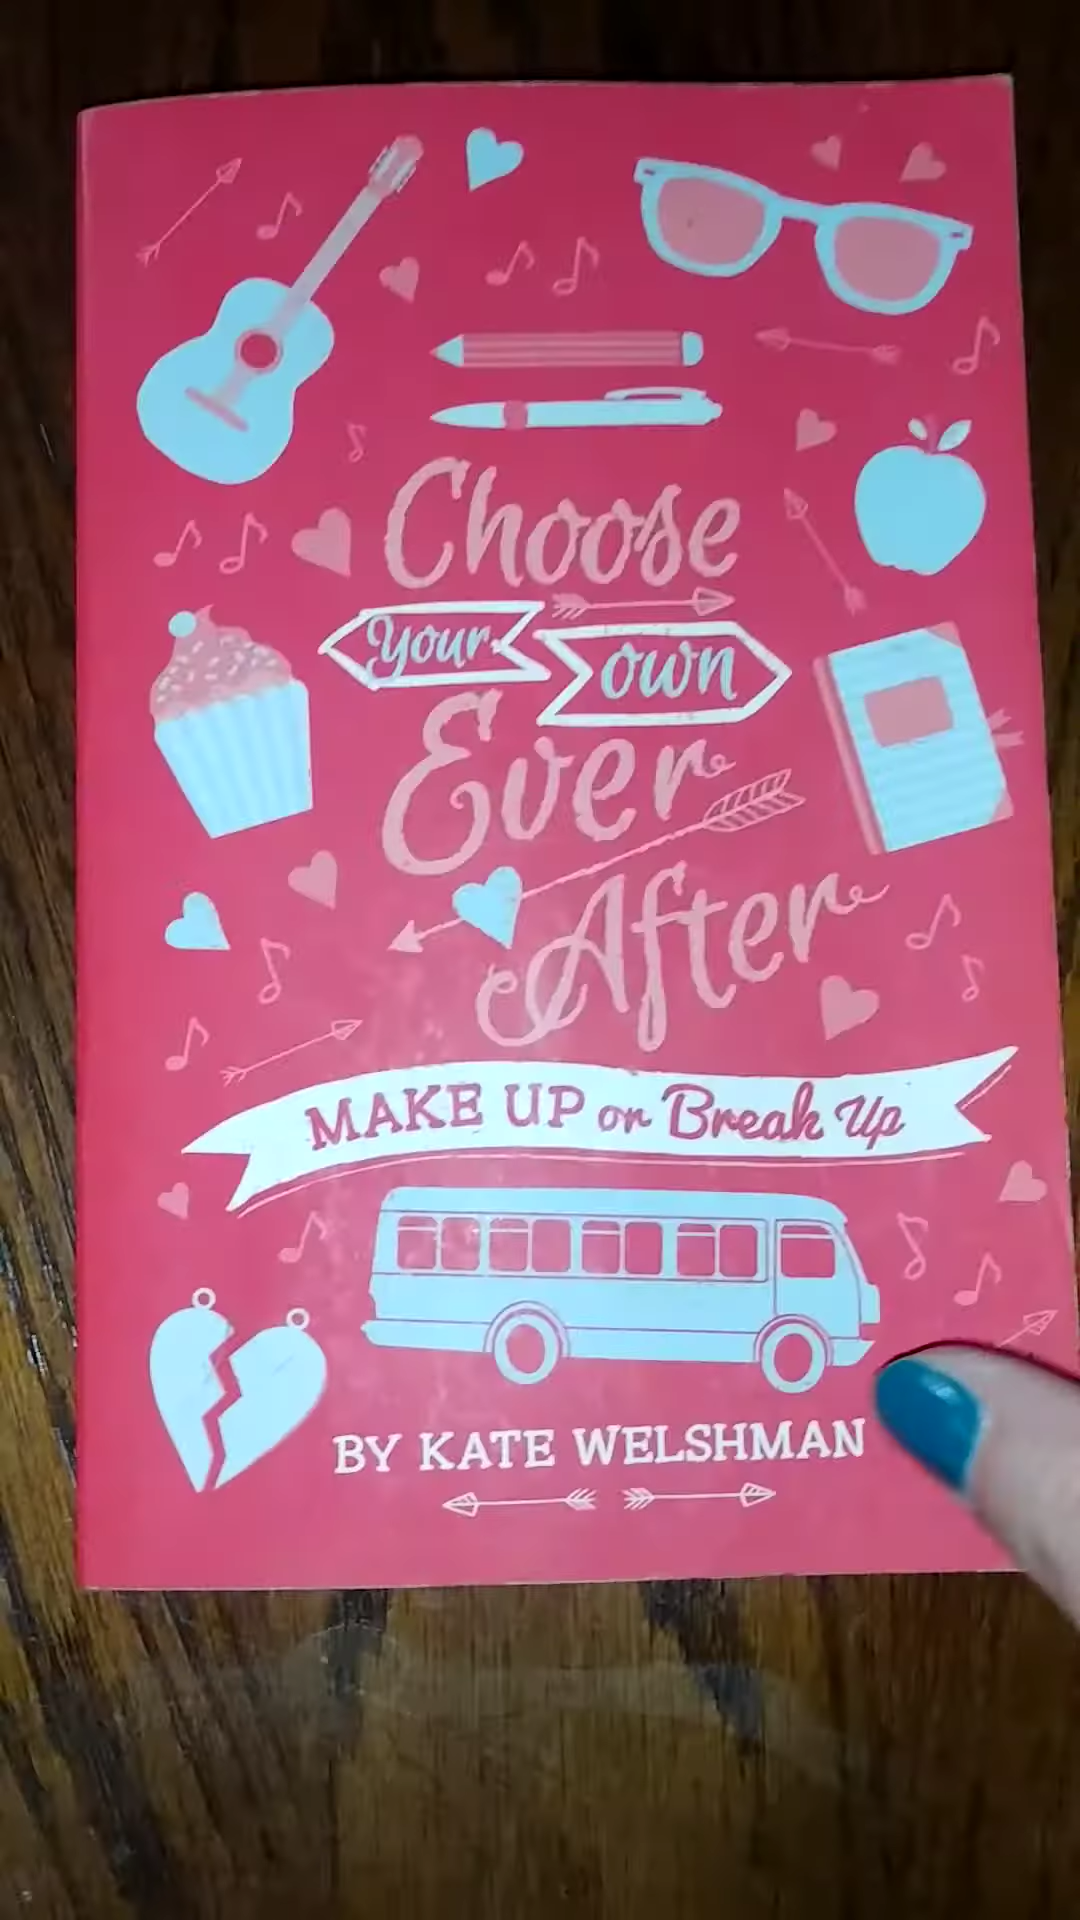 Choose
Your own
Ever
After
MAKE UP or Break Up
BY KATE WELSHMAN